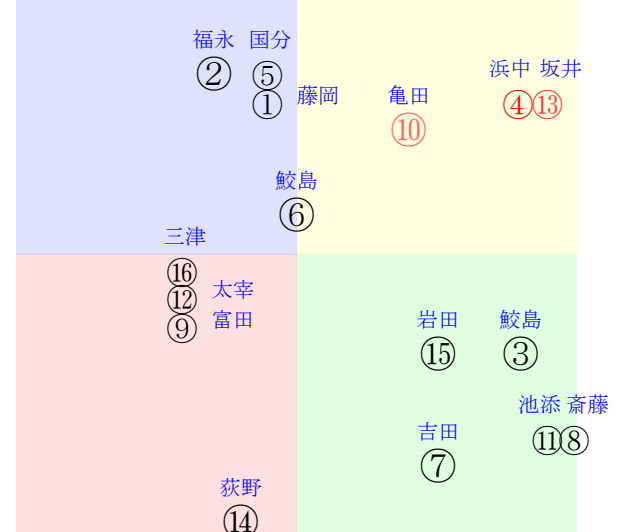 福永 国分
② ⑤
①
藤岡
亀田
⑩
浜中 坂井
④⑬
鮫島
⑥
三津
⑯
⑫ 太宰
⑨ 富田
岩田
⑮
鮫島
③
池添 斎藤
⑪⑧
吉田
⑦
荻野
⑭